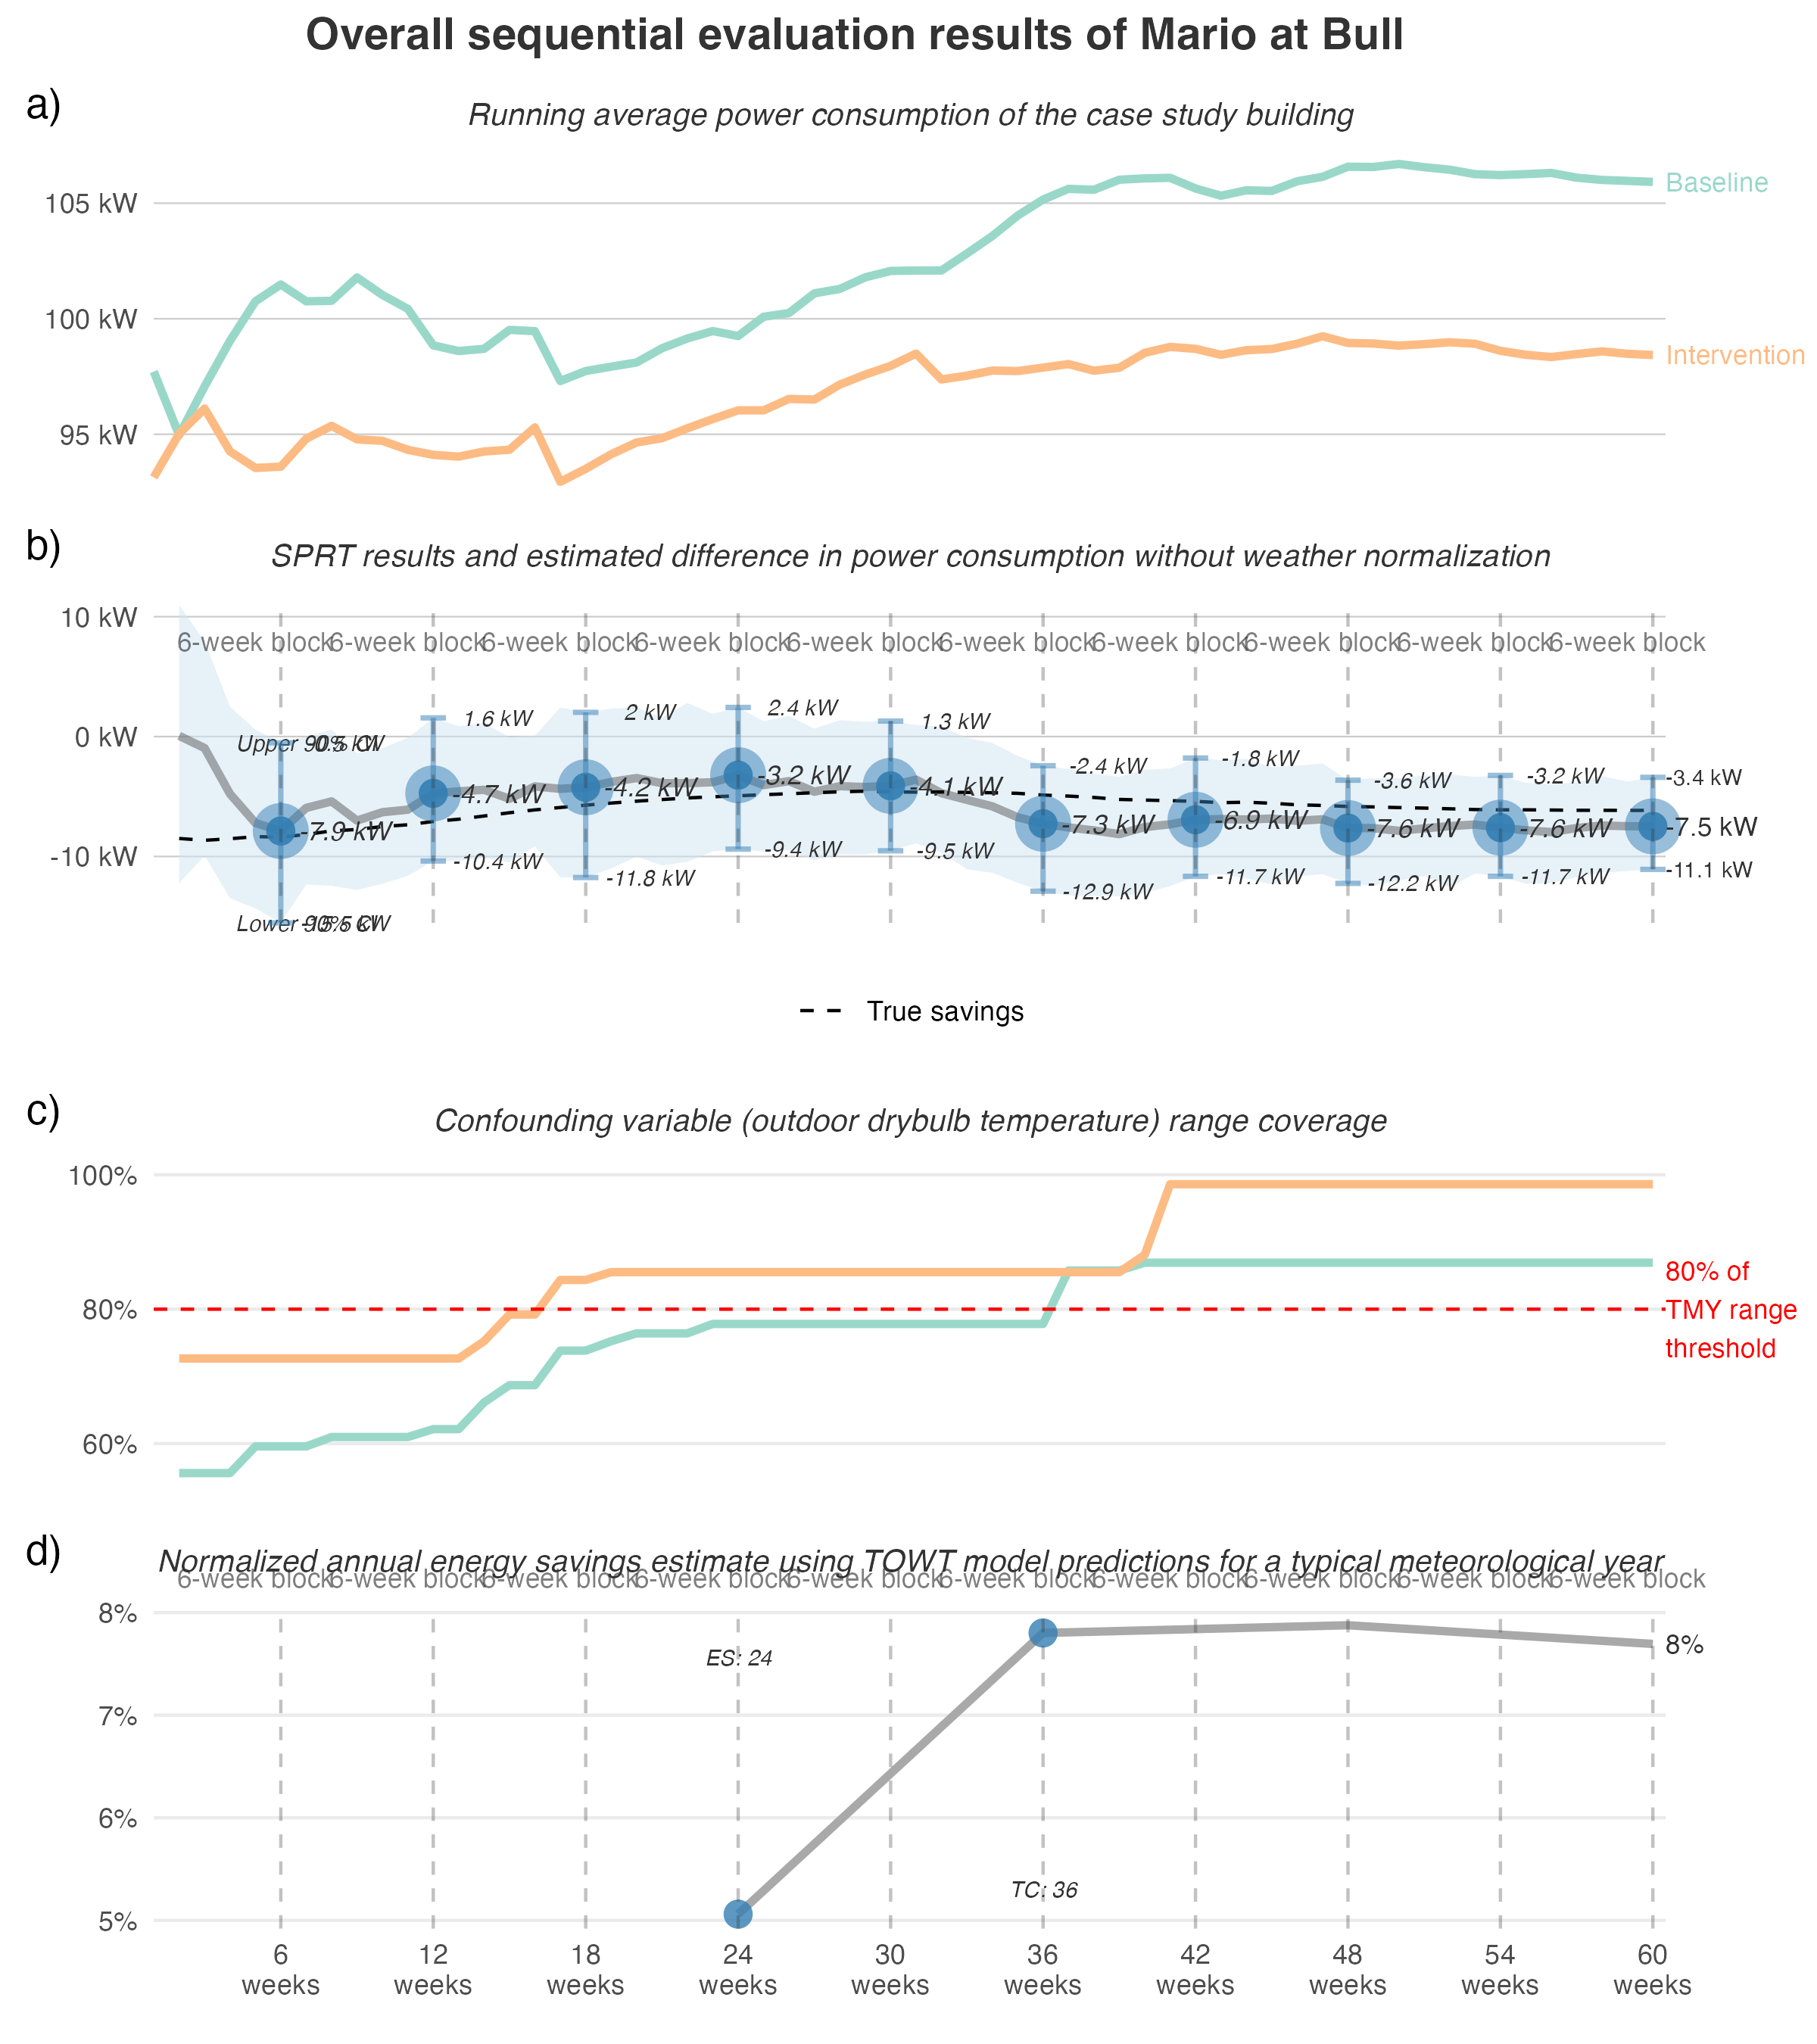 Overall sequential evaluation results of Mario at Bull
a)
Running average power consumption of the case study building
105 kW
100 kW
95 kW
Baseline
Intervention
b)
SPRT results and estimated difference in power consumption without weather normalization
10 kW
0 kW
-10 kW
6-week block 6-week block 6-week block 6-week block 6-week block 6-week block 6-week block 6-week block 6-week block 6-week block
Upper 90% CI -0.5 kW 1.6 kW 2 kW 2.4 kW 1.3 kW -2.4 kW -1.8 kW -3.6 kW -3.2 kW -3.4 kW
-7.9 kW -4.7 kW -4.2 kW -3.2 kW -4.1 kW -7.3 kW -6.9 kW -7.6 kW -7.6 kW -7.5 kW
Lower 90% CI -15.5 kW -10.4 kW -11.8 kW -9.4 kW -9.5 kW -12.9 kW -11.7 kW -12.2 kW -11.7 kW -11.1 kW
True savings
c)
Confounding variable (outdoor drybulb temperature) range coverage
100%
80%
60%
80% of
TMY range
threshold
d)
Normalized annual energy savings estimate using TOWT model predictions for a typical meteorological year
6-week block 6-week block 6-week block 6-week block 6-week block 6-week block 6-week block 6-week block 6-week block 6-week block
8%
7%
6%
5%
ES: 24
TC: 36
8%
6 12 18 24 30 36 42 48 54 60
weeks weeks weeks weeks weeks weeks weeks weeks weeks weeks